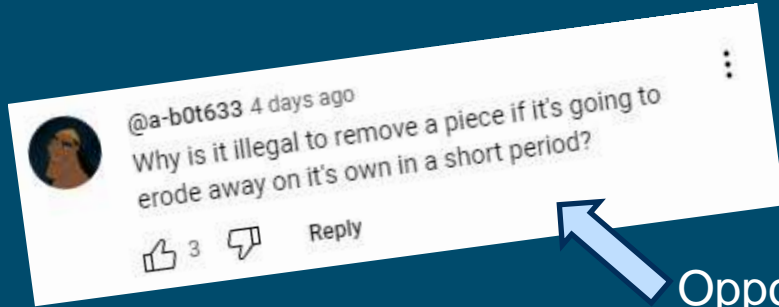 @a-b0t633 4 days ago
Why is it illegal to remove a piece if it's going to
erode away on it's own in a short period?
3 Reply
Oppo